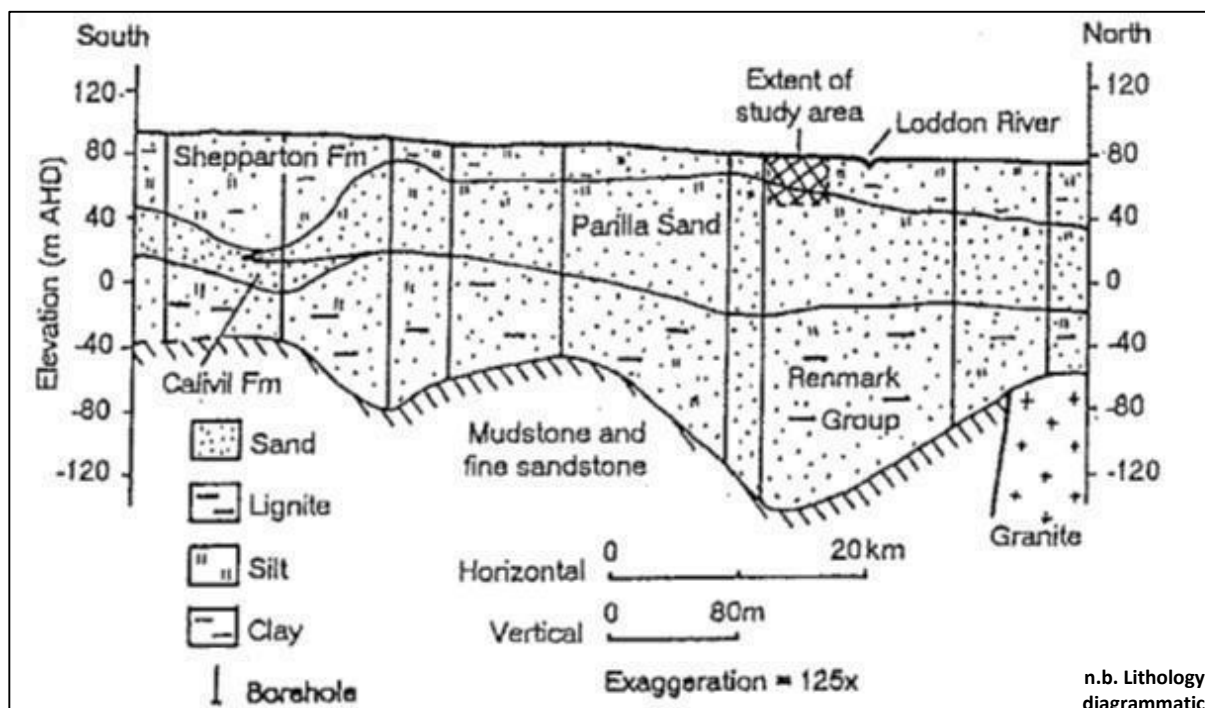 South
North
120
80
40
0
-40
-80
-120
Elevation (m AHD)
120
80
40
0
-40
-80
-120
Extent of
study area
Loddon River
Shepparton Fm
Parilla Sand
Calivil Fm
Renmark
Group
Mudstone and
fine sandstone
Granite
Sand
Lignite
Silt
Clay
Borehole
0 20 km
Horizontal
0 80m
Vertical
Exaggeration = 125x
n.b. Lithology
diagrammatic